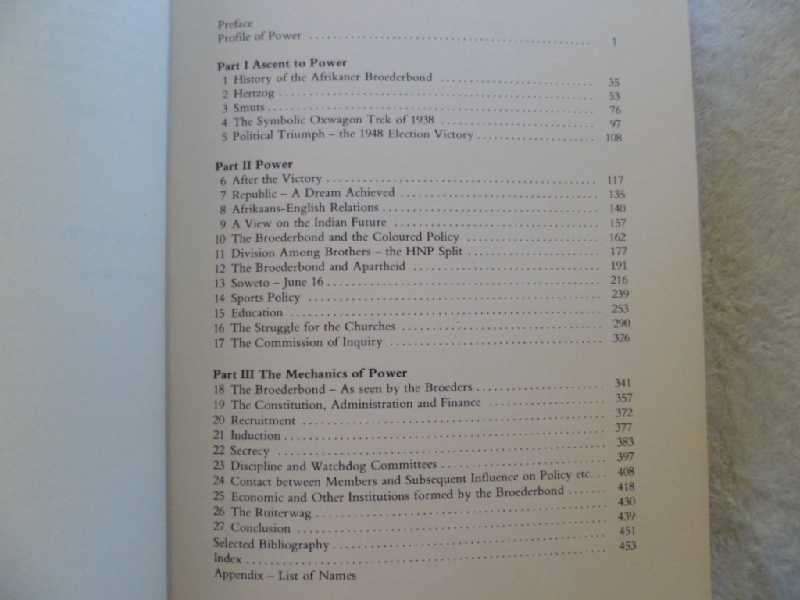 Preface
Profile of Power ........ 1
Part I Ascent to Power
1 History of the Afrikaner Broederbond ........ 35
2 Hertzog ........ 53
3 Smuts ........ 76
4 The Symbolic Oxwagon Trek of 1938 ........ 97
5 Political Triumph – the 1948 Election Victory ........ 108
Part II Power
6 After the Victory ........ 117
7 Republic – A Dream Achieved ........ 135
8 Afrikaans-English Relations ........ 140
9 A View on the Indian Future ........ 157
10 The Broederbond and the Coloured Policy ........ 162
11 Division Among Brothers – the HNP Split ........ 177
12 The Broederbond and Apartheid ........ 191
13 Soweto – June 16 ........ 216
14 Sports Policy ........ 239
15 Education ........ 253
16 The Struggle for the Churches ........ 290
17 The Commission of Inquiry ........ 326
Part III The Mechanics of Power
18 The Broederbond – As seen by the Broeders ........ 341
19 The Constitution, Administration and Finance ........ 357
20 Recruitment ........ 372
21 Induction ........ 377
22 Secrecy ........ 383
23 Discipline and Watchdog Committees ........ 397
24 Contact between Members and Subsequent Influence on Policy etc. ... 408
25 Economic and Other Institutions formed by the Broederbond ...... 418
26 The Ruiterwag ........ 430
27 Conclusion ........ 439
Selected Bibliography ........ 451
Index ........ 453
Appendix – List of Names